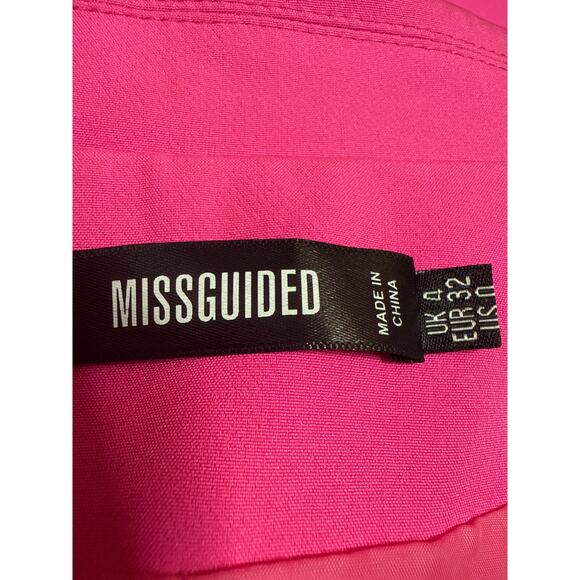 MISSGUIDED
MADE IN
CHINA
UK 4
EUR 32
US 0